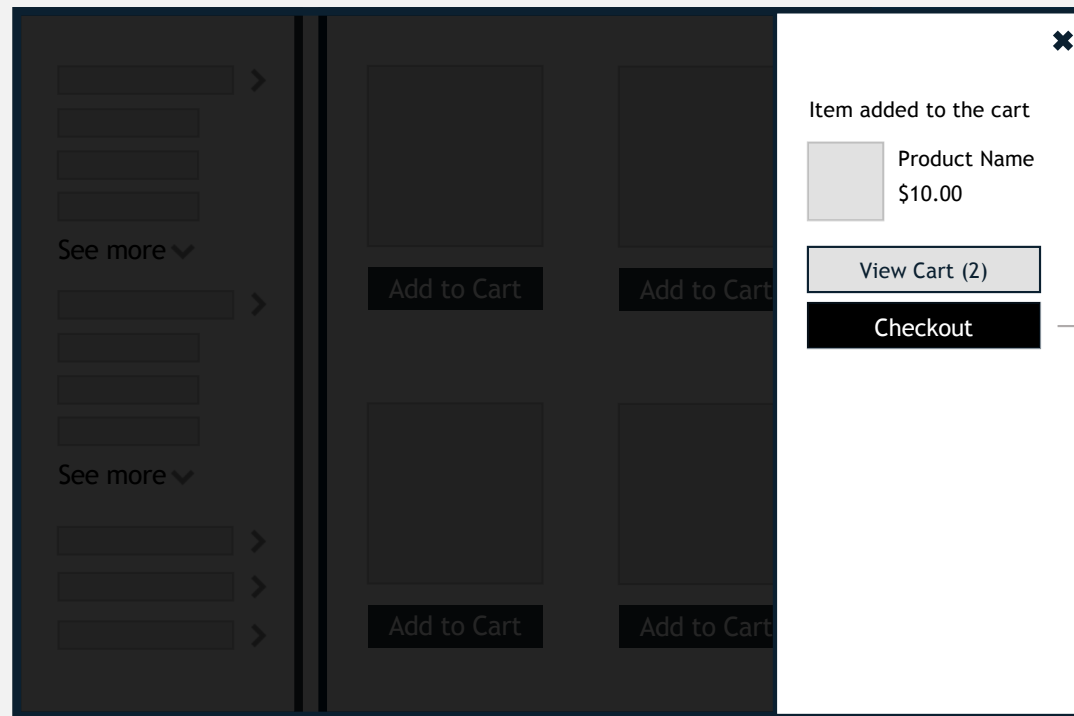 See more
See more
Add to Cart
Add to Cart
Add to Cart
Add to Cart
Item added to the cart
Product Name
$10.00
View Cart (2)
Checkout